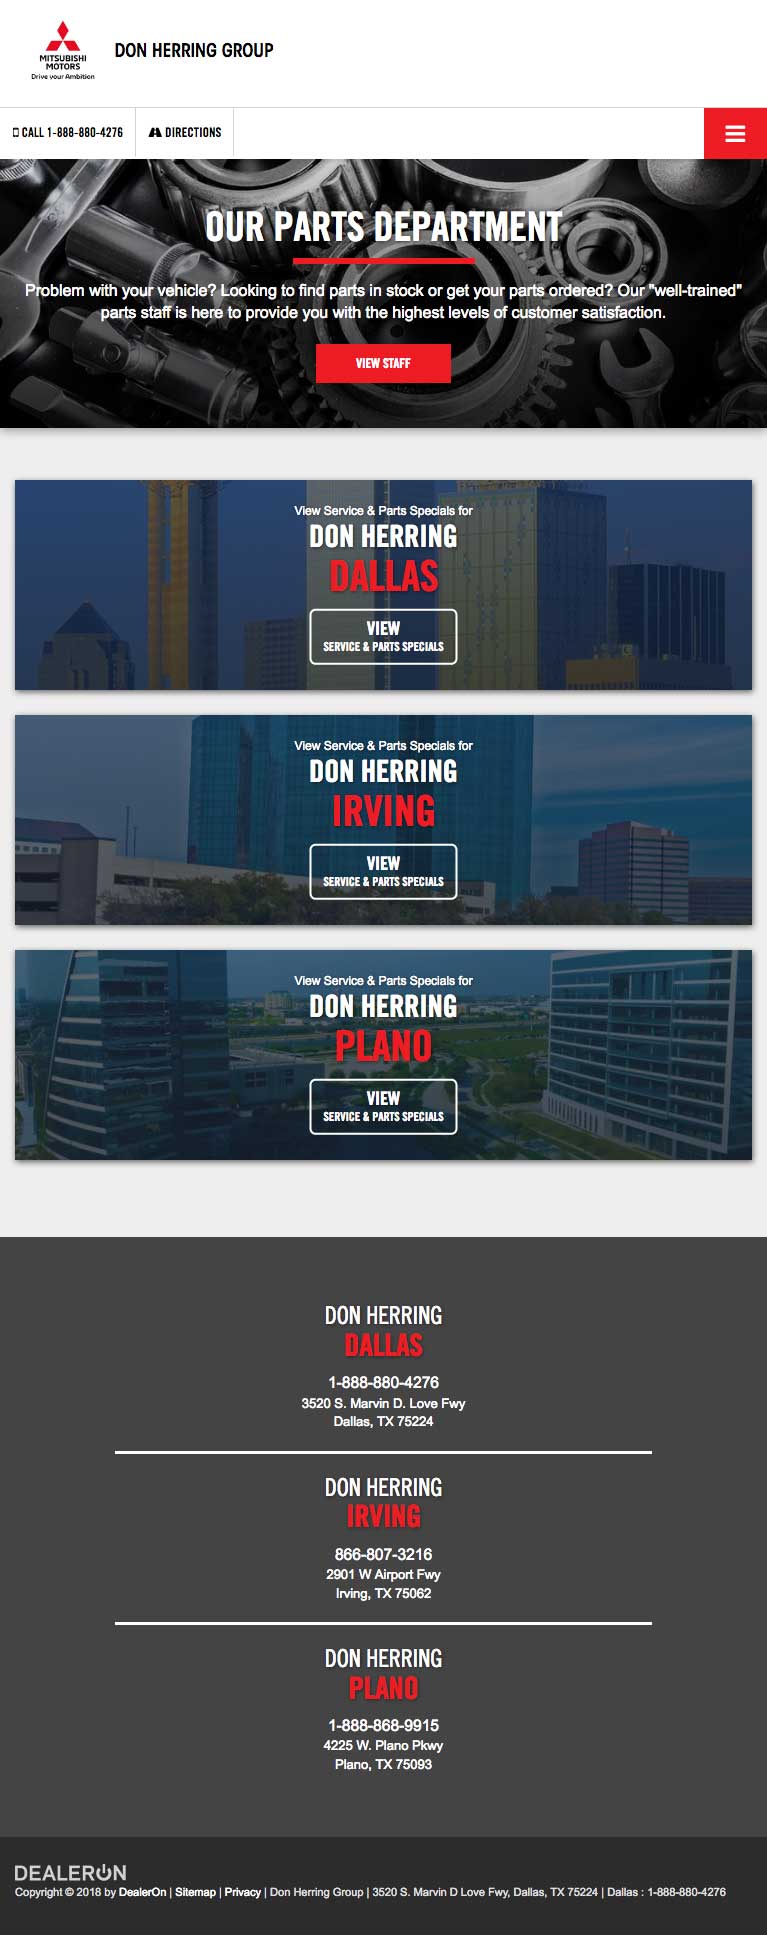 MITSUBISHI
MOTORS
Drive your Ambition
DON HERRING GROUP
CALL 1-888-880-4276
DIRECTIONS
OUR PARTS DEPARTMENT
Problem with your vehicle? Looking to find parts in stock or get your parts ordered? Our "well-trained"
parts staff is here to provide you with the highest levels of customer satisfaction.
VIEW STAFF
View Service & Parts Specials for
DON HERRING
DALLAS
VIEW
SERVICE & PARTS SPECIALS
View Service & Parts Specials for
DON HERRING
IRVING
VIEW
SERVICE & PARTS SPECIALS
View Service & Parts Specials for
DON HERRING
PLANO
VIEW
SERVICE & PARTS SPECIALS
DON HERRING
DALLAS
1-888-880-4276
3520 S. Marvin D. Love Fwy
Dallas, TX 75224
DON HERRING
IRVING
866-807-3216
2901 W Airport Fwy
Irving, TX 75062
DON HERRING
PLANO
1-888-868-9915
4225 W. Plano Pkwy
Plano, TX 75093
DEALERON
Copyright © 2018 by DealerOn | Sitemap | Privacy | Don Herring Group | 3520 S. Marvin D Love Fwy, Dallas, TX 75224 | Dallas : 1-888-880-4276